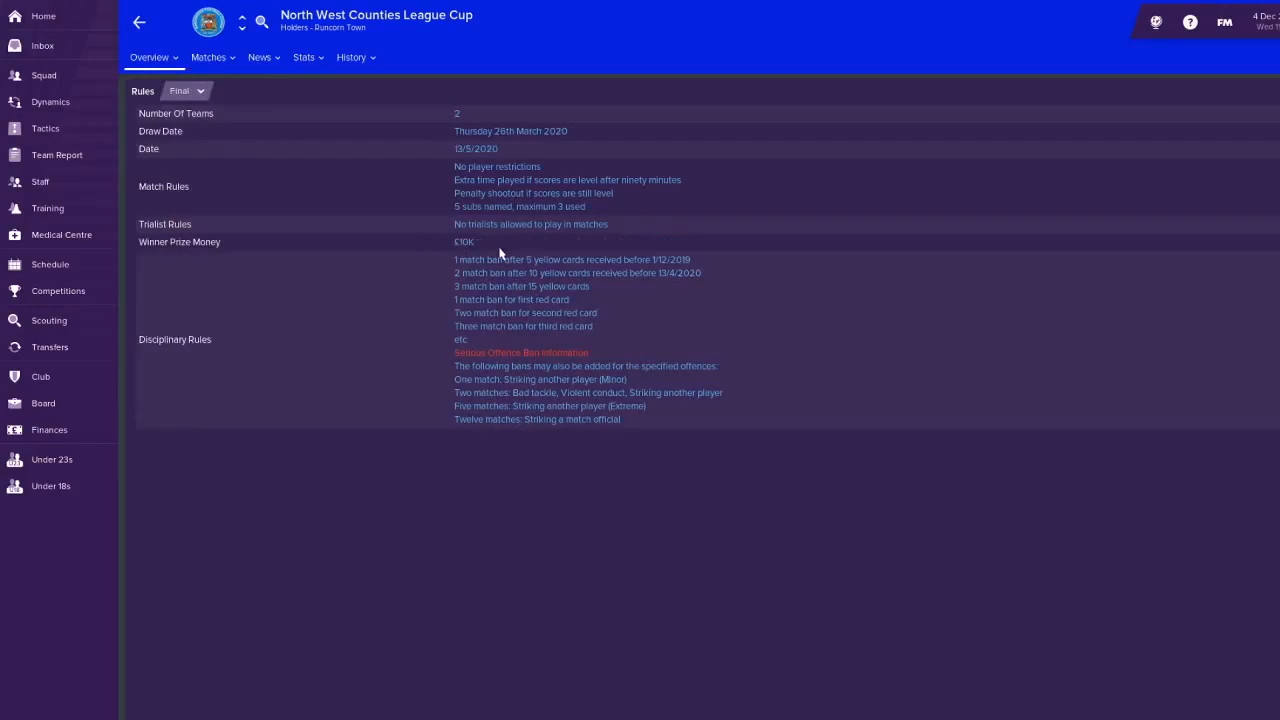 Home
Inbox
Squad
Dynamics
Tactics
Team Report
Staff
Training
Medical Centre
Schedule
Competitions
Scouting
Transfers
Club
Board
Finances
Under 23s
Under 18s
North West Counties League Cup
Holders - Runcorn Town
FM
4 Dec
Wed
Overview
Matches
News
Stats
History
Rules
Final
Number Of Teams 2
Draw Date Thursday 26th March 2020
Date 13/5/2020
Match Rules
No player restrictions
Extra time played if scores are level after ninety minutes
Penalty shootout if scores are still level
5 subs named, maximum 3 used
Trialist Rules No trialists allowed to play in matches
Winner Prize Money £10K
Disciplinary Rules
1 match ban after 5 yellow cards received before 1/12/2019
2 match ban after 10 yellow cards received before 13/4/2020
3 match ban after 15 yellow cards
1 match ban for first red card
Two match ban for second red card
Three match ban for third red card
etc
Serious Offence Ban Information
The following bans may also be added for the specified offences:
One match: Striking another player (Minor)
Two matches: Bad tackle, Violent conduct, Striking another player
Five matches: Striking another player (Extreme)
Twelve matches: Striking a match official